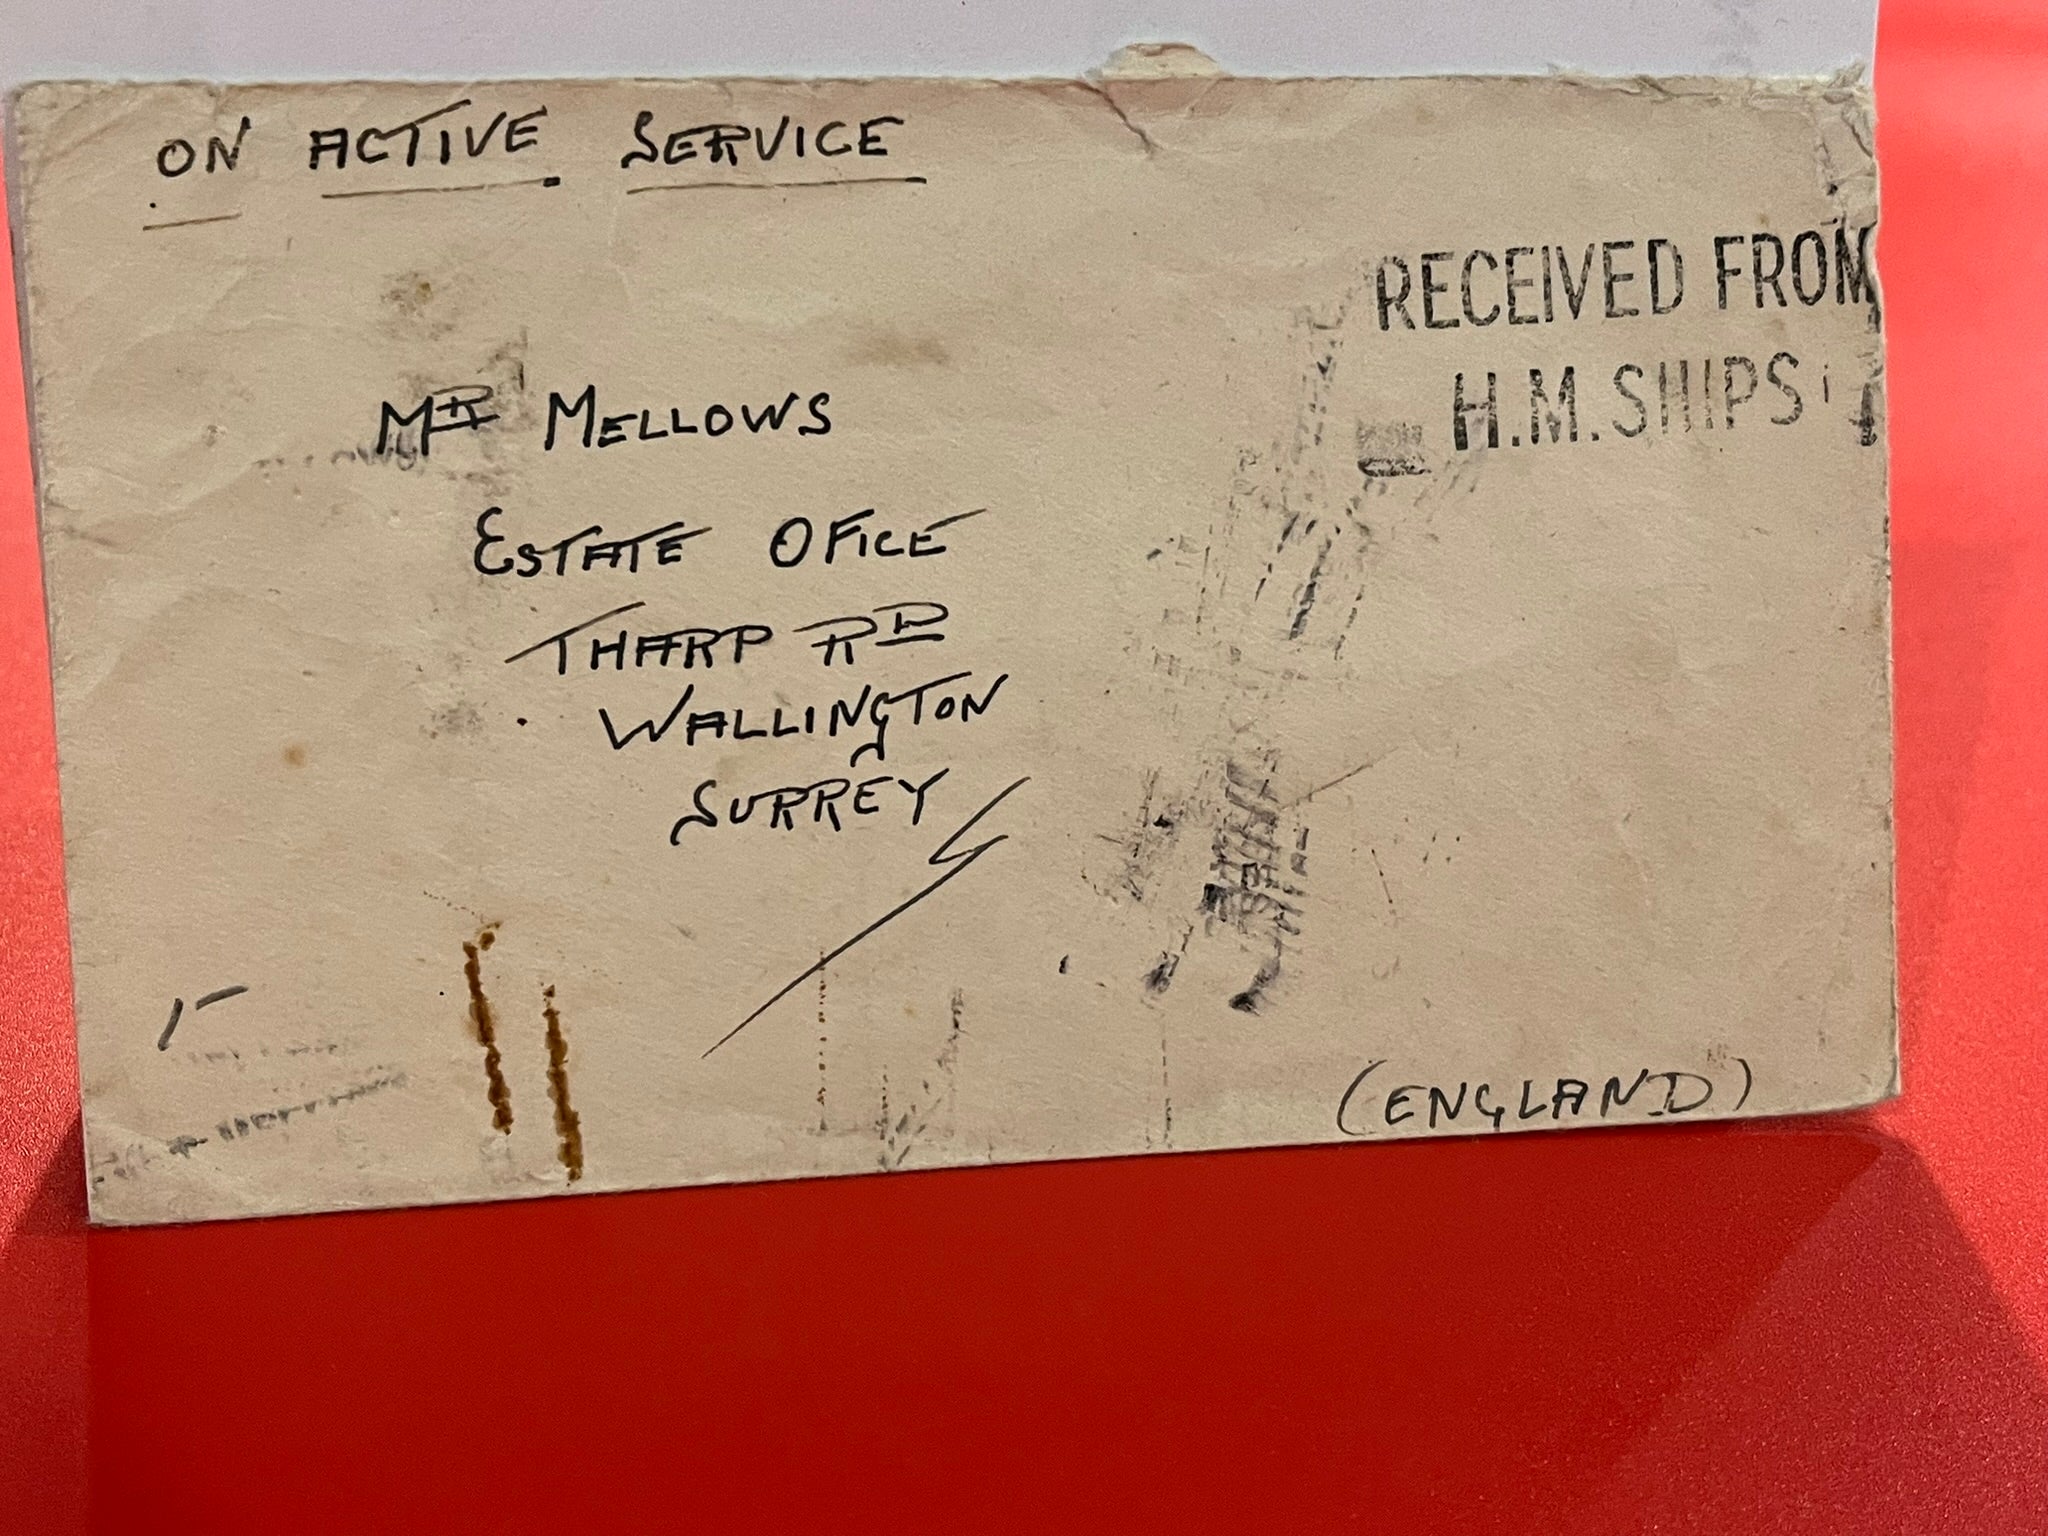 ON ACTIVE SERVICE
RECEIVED FROM
H.M. SHIPS
MR MELLOWS
ESTATE OFICE
THARP RD
WALLINGTON
SURREY
(ENGLAND)